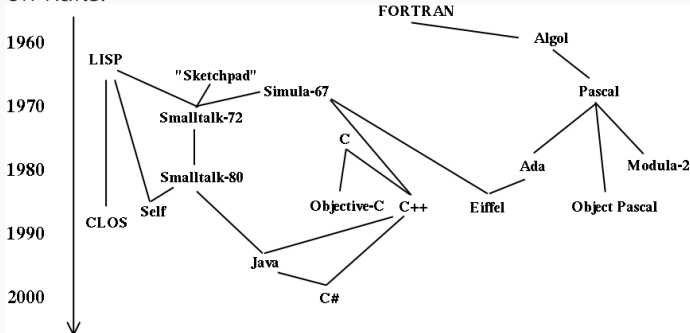 FORTRAN
1960
Algol
LISP
"Sketchpad"
Simula-67
Pascal
1970
Smalltalk-72
C
Ada
Modula-2
1980
Smalltalk-80
CLOS
Self
Objective-C
C++
Eiffel
Object Pascal
1990
Java
2000
C#